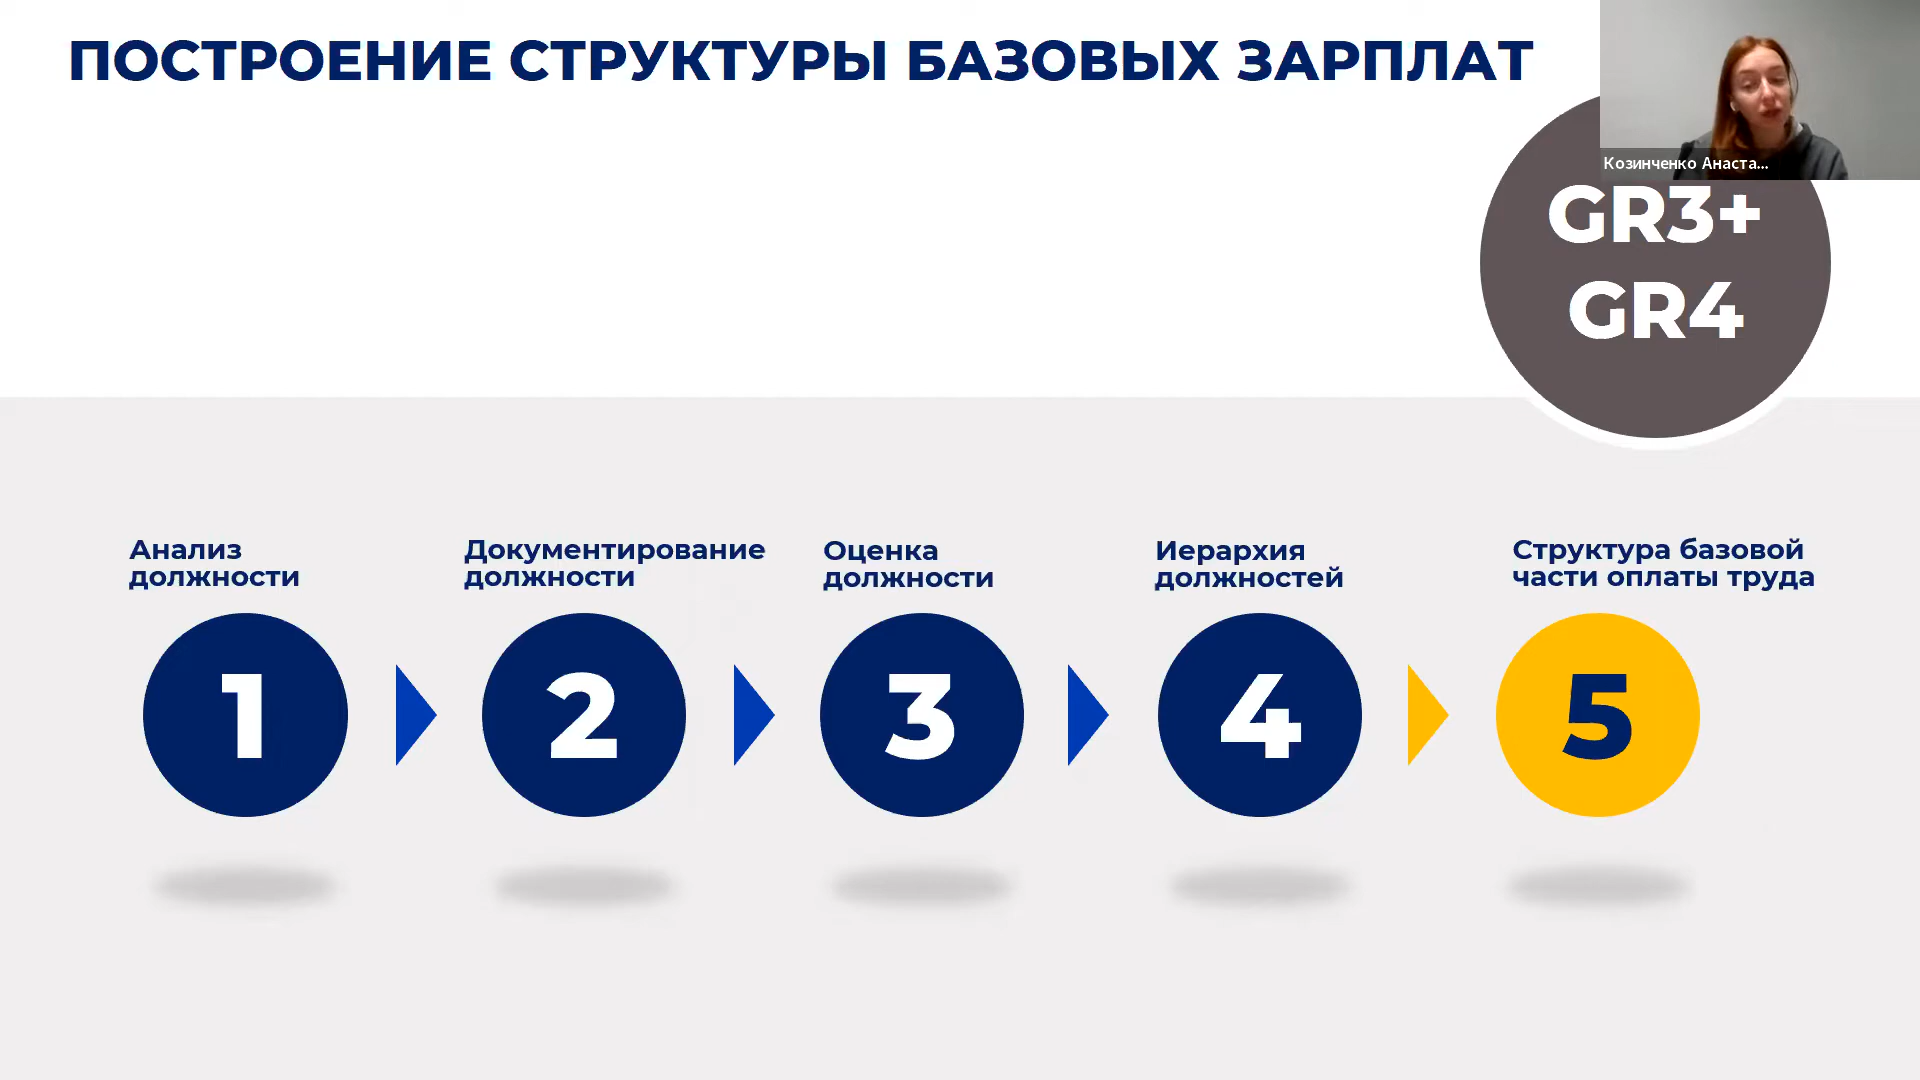 ПОСТРОЕНИЕ СТРУКТУРЫ БАЗОВЫХ ЗАРПЛАТ
Козинченко Анаста...
GR3+
GR4
Анализ
должности
Документирование
должности
Оценка
должности
Иерархия
должностей
Структура базовой
части оплаты труда
1
2
3
4
5